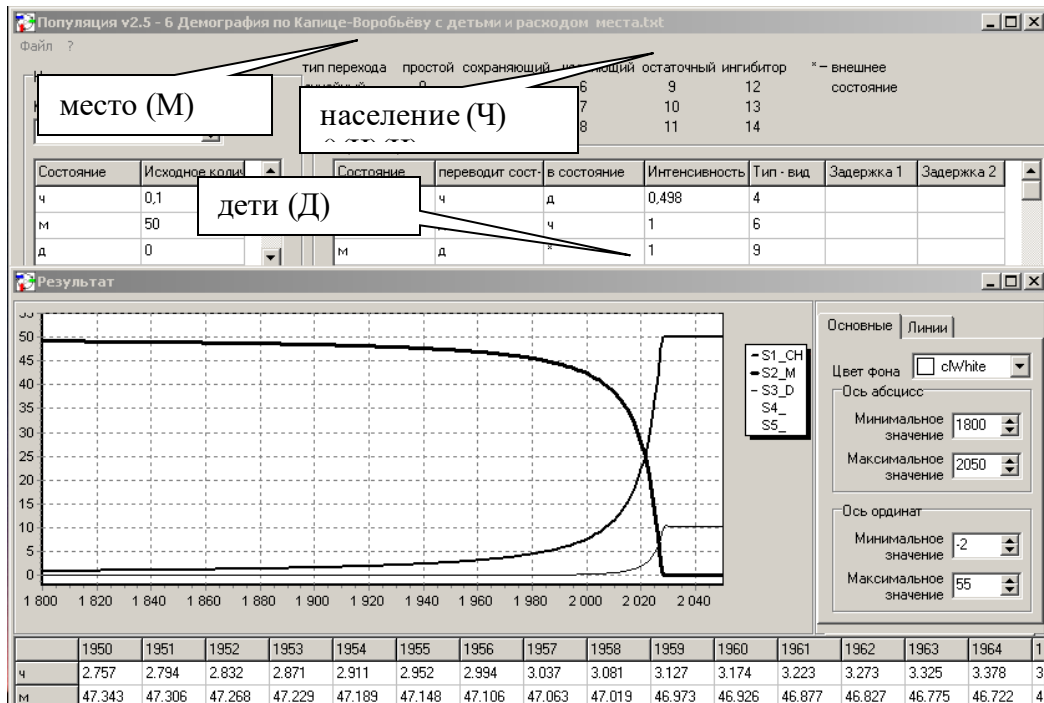 Популяция v2.5 - 6 Демография по Капице-Воробьёву с детьми и расходом места.txt
Файл ?
тип перехода простой сохраняющий остаточный ингибитор * – внешнее
6 9 12 состояние
7 10 13
8 11 14
место (М)
население (Ч)
дети (Д)
Состояние Исходное колич
ч 0,1
м 50
д 0
Состояние переводит сост- в состояние Интенсивность Тип - вид Задержка 1 Задержка 2
ч д 0,498 4
ч 1 6
м д * 1 9
Результат
55
50
45
40
35
30
25
20
15
10
5
0
1 800 1 820 1 840 1 860 1 880 1 900 1 920 1 940 1 960 1 980 2 000 2 020 2 040
S1_CH
S2_M
S3_D
S4_
S5_
Основные Линии
Цвет фона clWhite
Ось абсцисс
Минимальное значение 1800
Максимальное значение 2050
Ось ординат
Минимальное значение -2
Максимальное значение 55
1950 1951 1952 1953 1954 1955 1956 1957 1958 1959 1960 1961 1962 1963 1964 1
ч 2.757 2.794 2.832 2.871 2.911 2.952 2.994 3.037 3.081 3.127 3.174 3.223 3.273 3.325 3.378 3
м 47.343 47.306 47.268 47.229 47.189 47.148 47.106 47.063 47.019 46.973 46.926 46.877 46.827 46.775 46.722 4